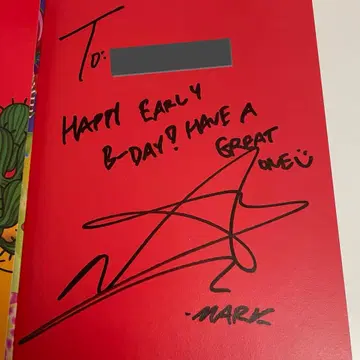 To:
HAPPY EARLY
B-DAY! HAVE A
GREAT
ONE :)
-MARK